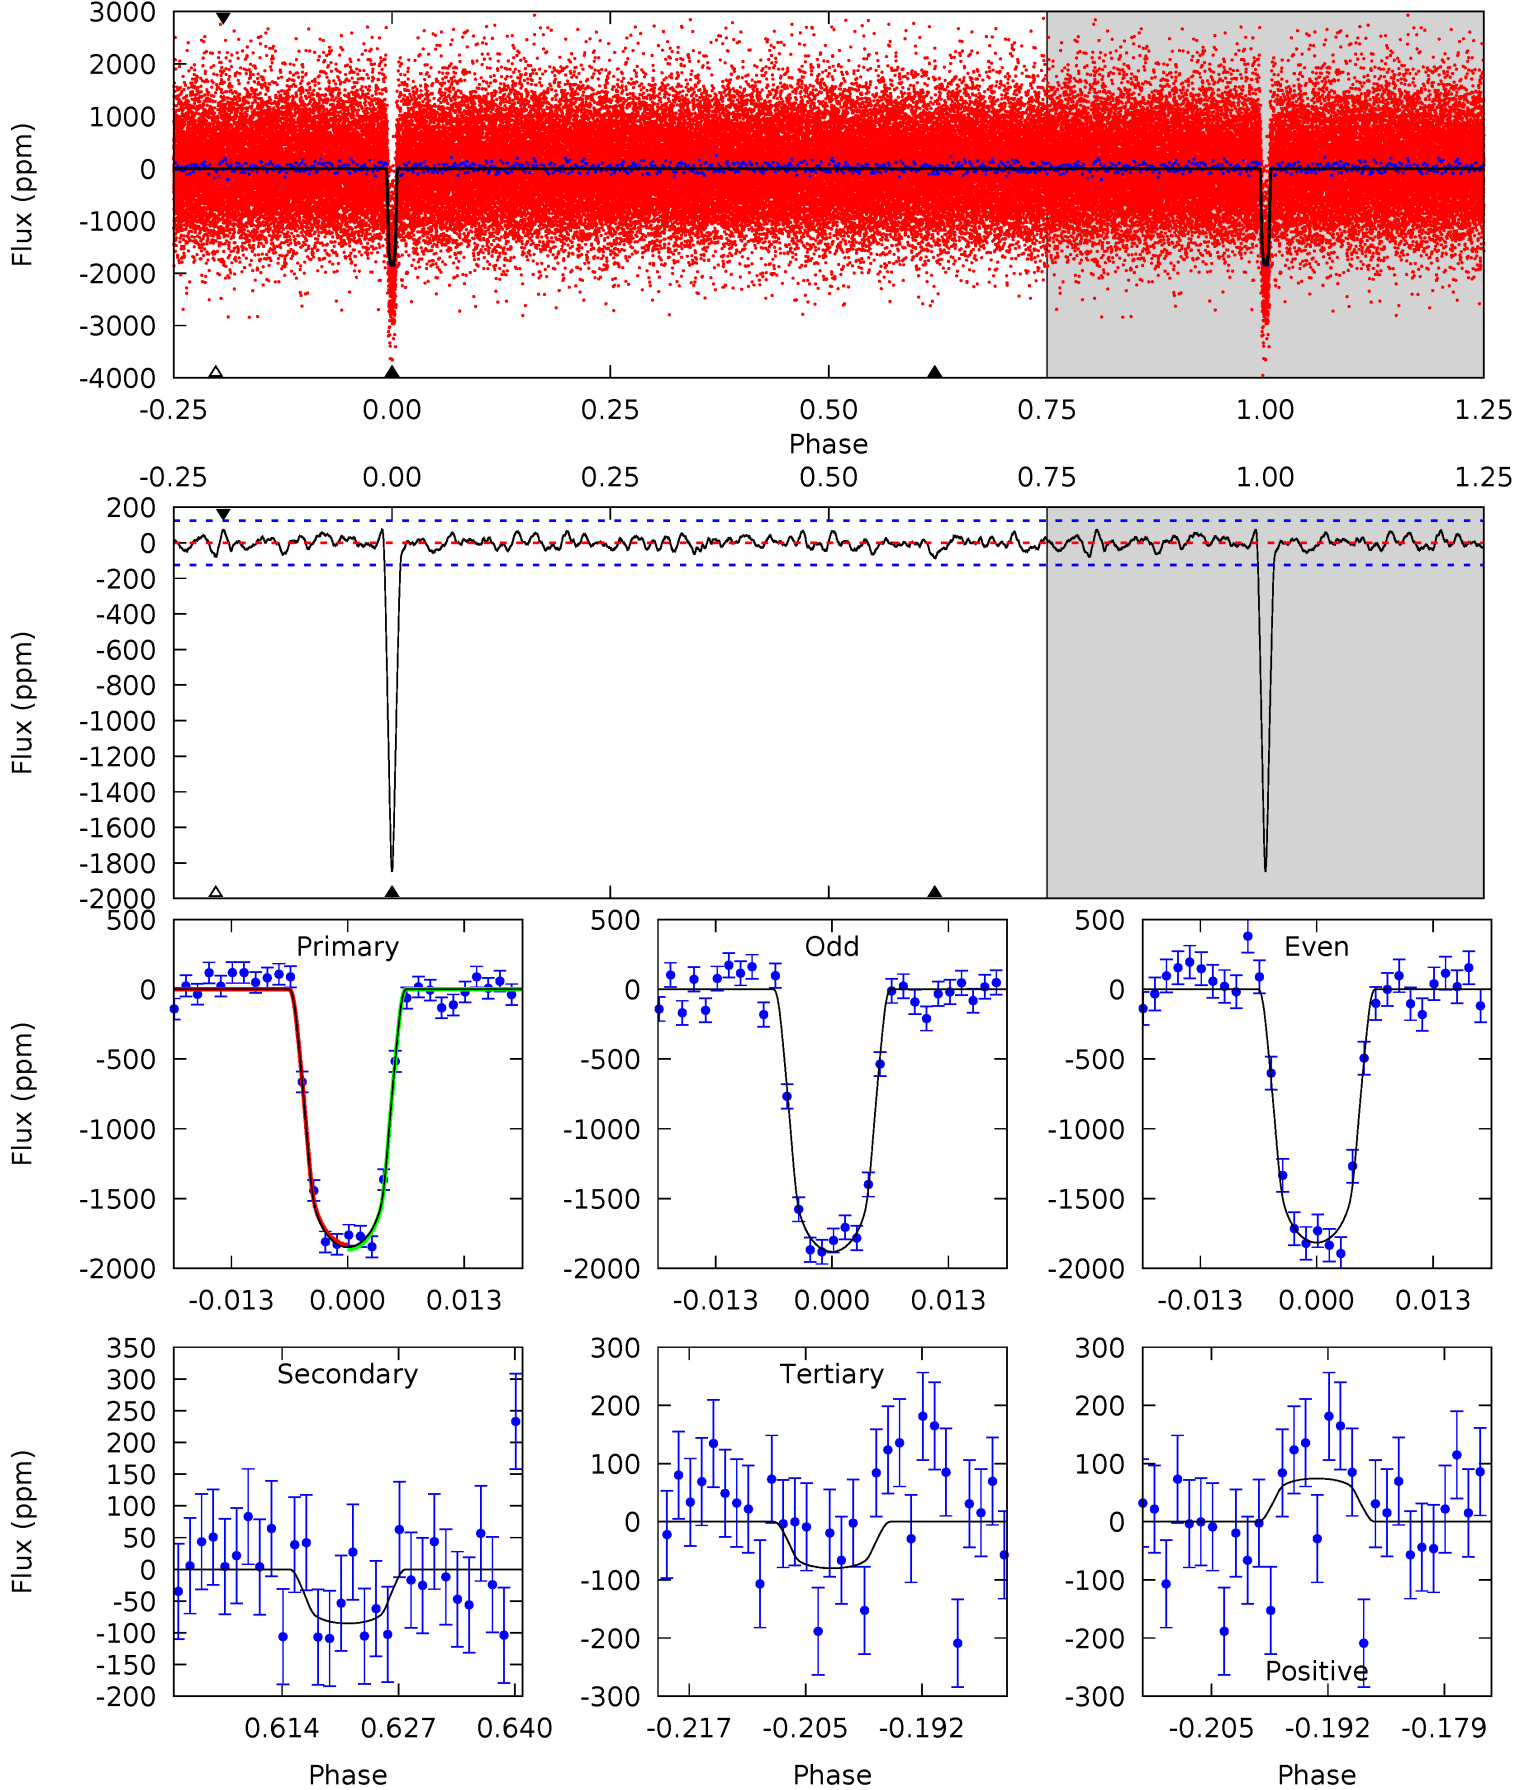 3000
2000
1000
0
-1000
-2000
-3000
-4000
Flux (ppm)
-0.25 0.00 0.25 0.50 0.75 1.00 1.25
Phase
-0.25 0.00 0.25 0.50 0.75 1.00 1.25
200
0
-200
-400
-600
-800
-1000
-1200
-1400
-1600
-1800
-2000
Flux (ppm)
500
0
-500
-1000
-1500
-2000
Flux (ppm)
Primary
-0.013 0.000 0.013
500
0
-500
-1000
-1500
-2000
Odd
-0.013 0.000 0.013
500
0
-500
-1000
-1500
-2000
Even
-0.013 0.000 0.013
350
300
250
200
150
100
50
0
-50
-100
-150
-200
Flux (ppm)
Secondary
0.614 0.627 0.640
Phase
300
200
100
0
-100
-200
-300
Tertiary
-0.217 -0.205 -0.192
Phase
300
200
100
0
-100
-200
-300
Positive
-0.205 -0.192 -0.179
Phase